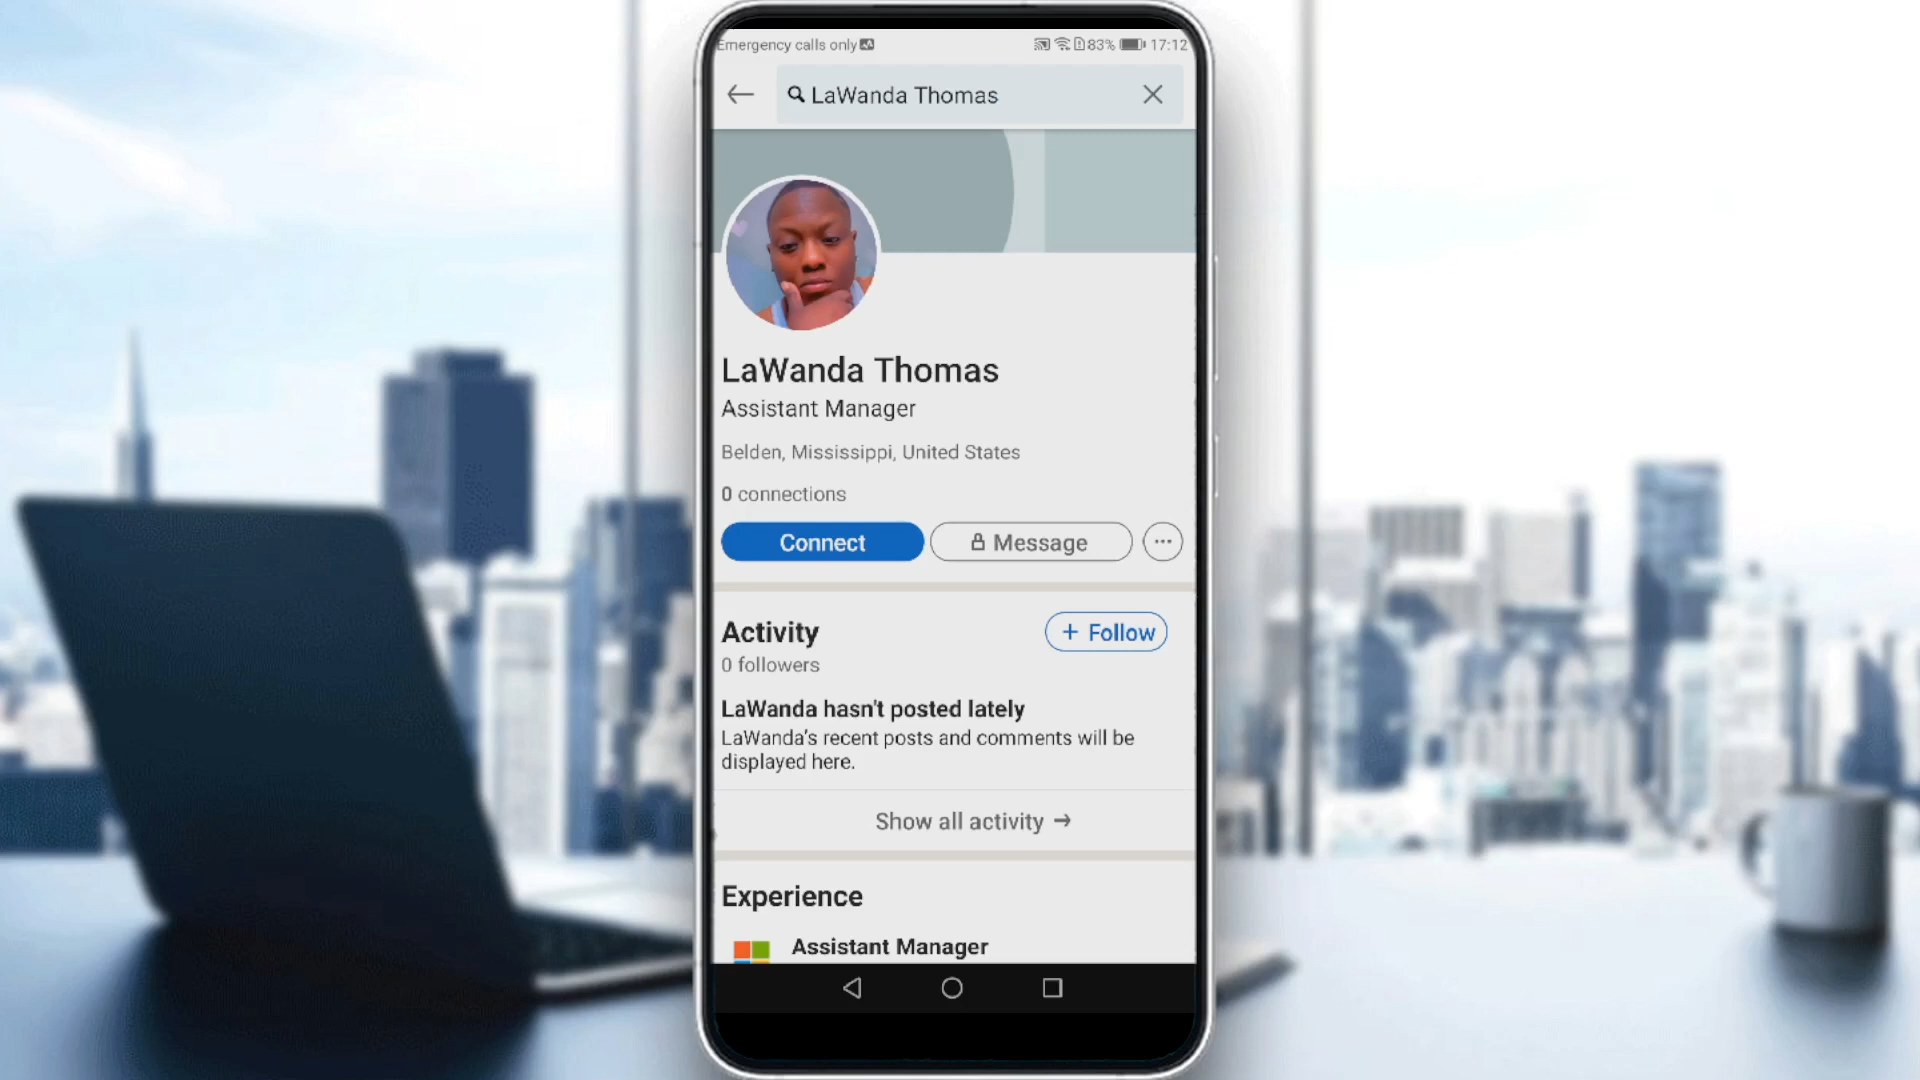 Emergency calls only 83% 17:12
LaWanda Thomas
LaWanda Thomas
Assistant Manager
Belden, Mississippi, United States
0 connections
Connect Message
Activity + Follow
0 followers
LaWanda hasn't posted lately
LaWanda's recent posts and comments will be
displayed here.
Show all activity →
Experience
Assistant Manager